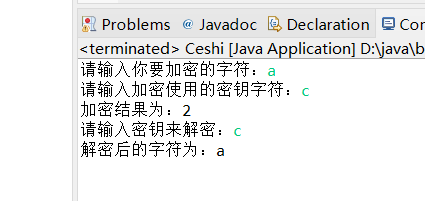 Problems @ Javadoc Declaration Con
<terminated> Ceshi [Java Application] D:\java\b
请输入你要加密的字符：a
请输入加密使用的密钥字符：c
加密结果为：2
请输入密钥来解密：c
解密后的字符为：a